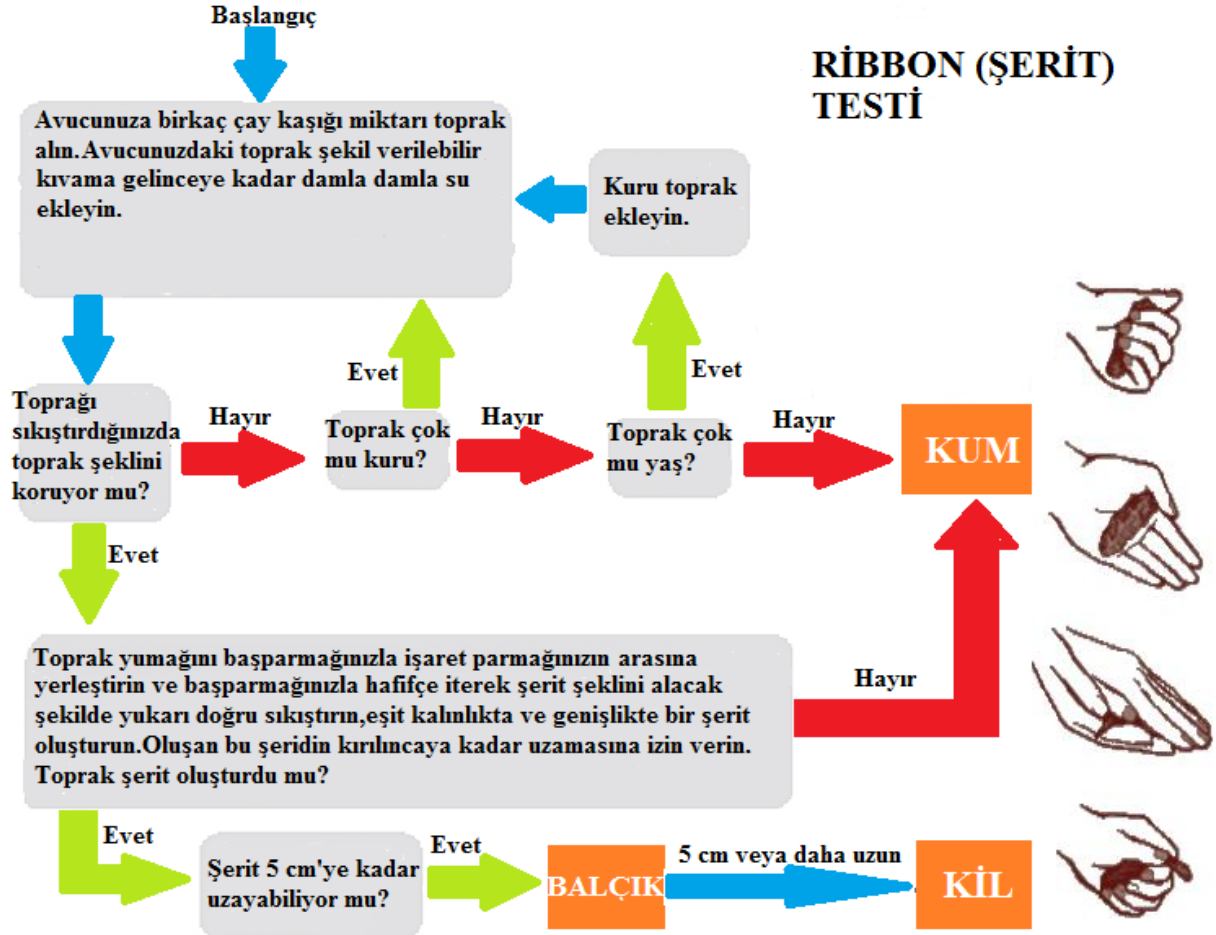 Başlangıç
RİBBON (ŞERİT)
TESTİ
Avucunuza birkaç çay kaşığı miktarı toprak
alın.Avucunuzdaki toprak şekil verilebilir
kıvama gelinceye kadar damla damla su
ekleyin.
Kuru toprak
ekleyin.
Evet
Evet
Toprağı
sıkıştırdığınızda
toprak şeklini
koruyor mu?
Hayır
Toprak çok
mu kuru?
Hayır
Toprak çok
mu yaş?
Hayır
KUM
Evet
Toprak yumağını başparmağınızla işaret parmağınızın arasına
yerleştirin ve başparmağınızla hafifçe iterek şerit şeklini alacak
şekilde yukarı doğru sıkıştırın,eşit kalınlıkta ve genişlikte bir şerit
oluşturun.Oluşan bu şeridin kırılıncaya kadar uzamasına izin verin.
Toprak şerit oluşturdu mu?
Hayır
Evet
Şerit 5 cm'ye kadar
uzayabiliyor mu?
Evet
BALÇIK
5 cm veya daha uzun
KİL